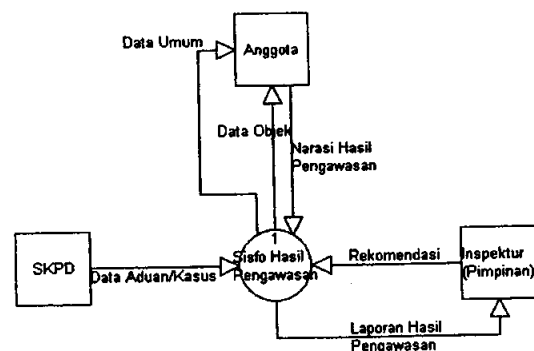 Data Umum
Anggota
Data Objek
Narasi Hasil
Pengawasan
1
Sisfo Hasil
Pengawasan
SKPD
Data Aduan/Kasus
Rekomendasi
Inspektur
(Pimpinan)
Laporan Hasil
Pengawasan